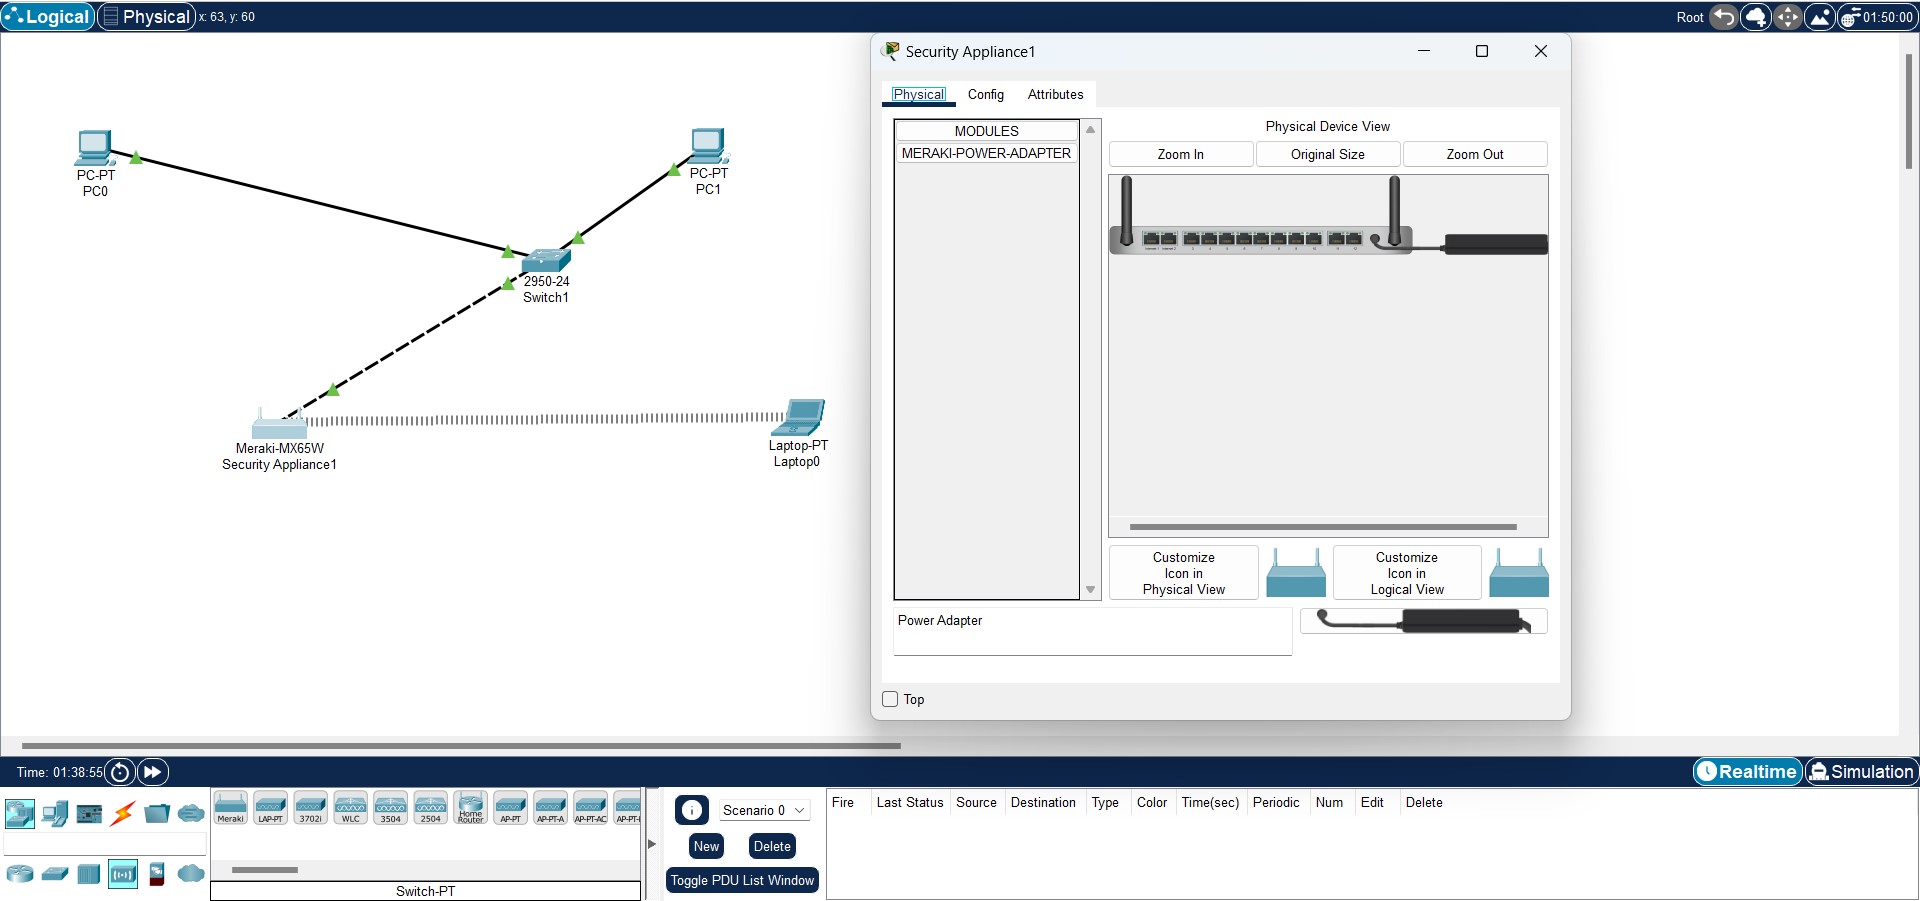 Logical
Physical
x: 63, y: 60
Root
01:50:00
PC-PT
PC0
PC-PT
PC1
2950-24
Switch1
Meraki-MX65W
Security Appliance1
Laptop-PT
Laptop0
Security Appliance1
Physical Config Attributes
MODULES
MERAKI-POWER-ADAPTER
Physical Device View
Zoom In Original Size Zoom Out
Customize
Icon in
Physical View
Customize
Icon in
Logical View
Power Adapter
Top
Time: 01:38:55
Realtime
Simulation
Meraki LAP-PT 3702i WLC 3504 2504 Home Router AP-PT AP-PT-A AP-PT-AC
Switch-PT
Scenario 0
New
Delete
Toggle PDU List Window
Fire Last Status Source Destination Type Color Time(sec) Periodic Num Edit Delete